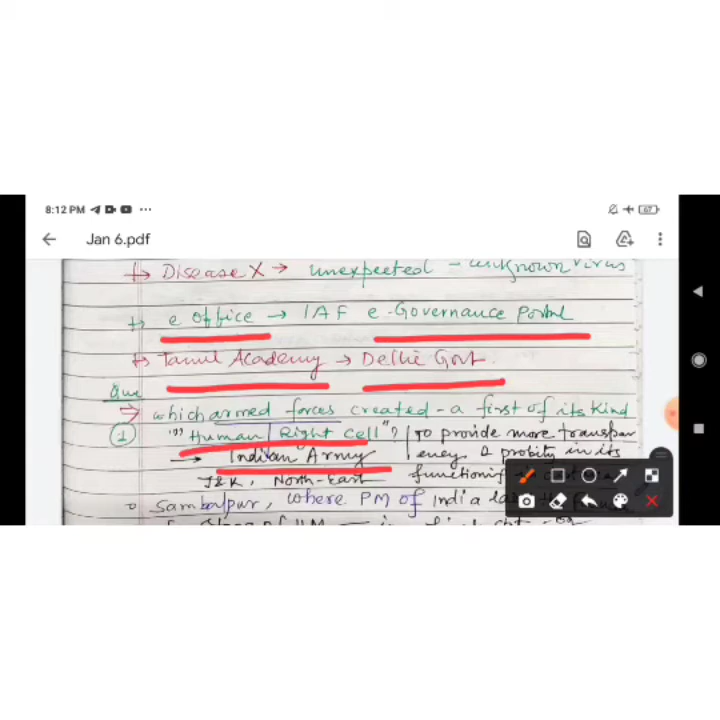 8:12 PM
67
Jan 6.pdf
↳ Disease X → unexpected - unknown virus
↳ e office → IAF e-Governance Portal
↳ Tamil Academy → Delhi Govt.
Que
⇒ which armed forces created - a first of its kind
① "Human Right Cell"? | To provide more transpar
→ Indian Army | ency & probity in its
J&K, North-East
Sambalpur, where PM of India